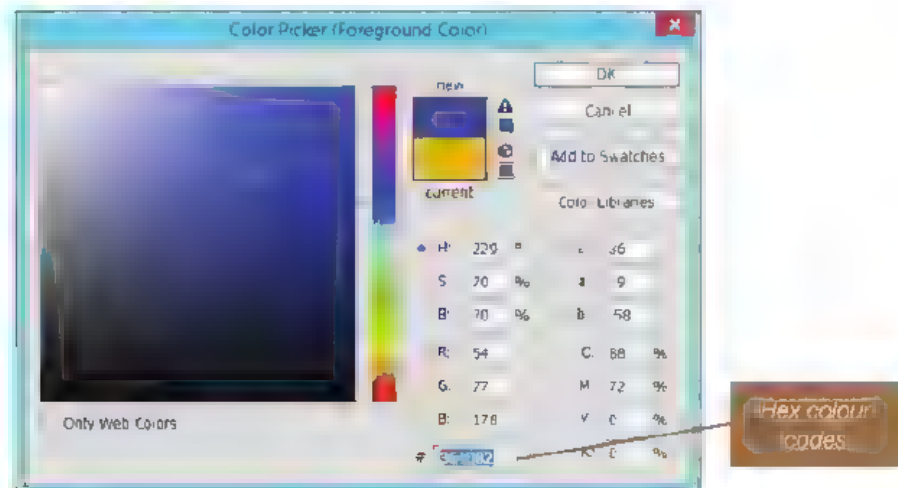 Color Picker (Foreground Color)
new
OK
Cancel
Add to Swatches
current
Color Libraries
H: 229 °
S: 70 %
B: 70 %
R: 54
G: 77
B: 178
#
36
a 9
b -58
C: 88 %
M 72 %
Y 0 %
K: 0 %
Only Web Colors
Hex colour
codes